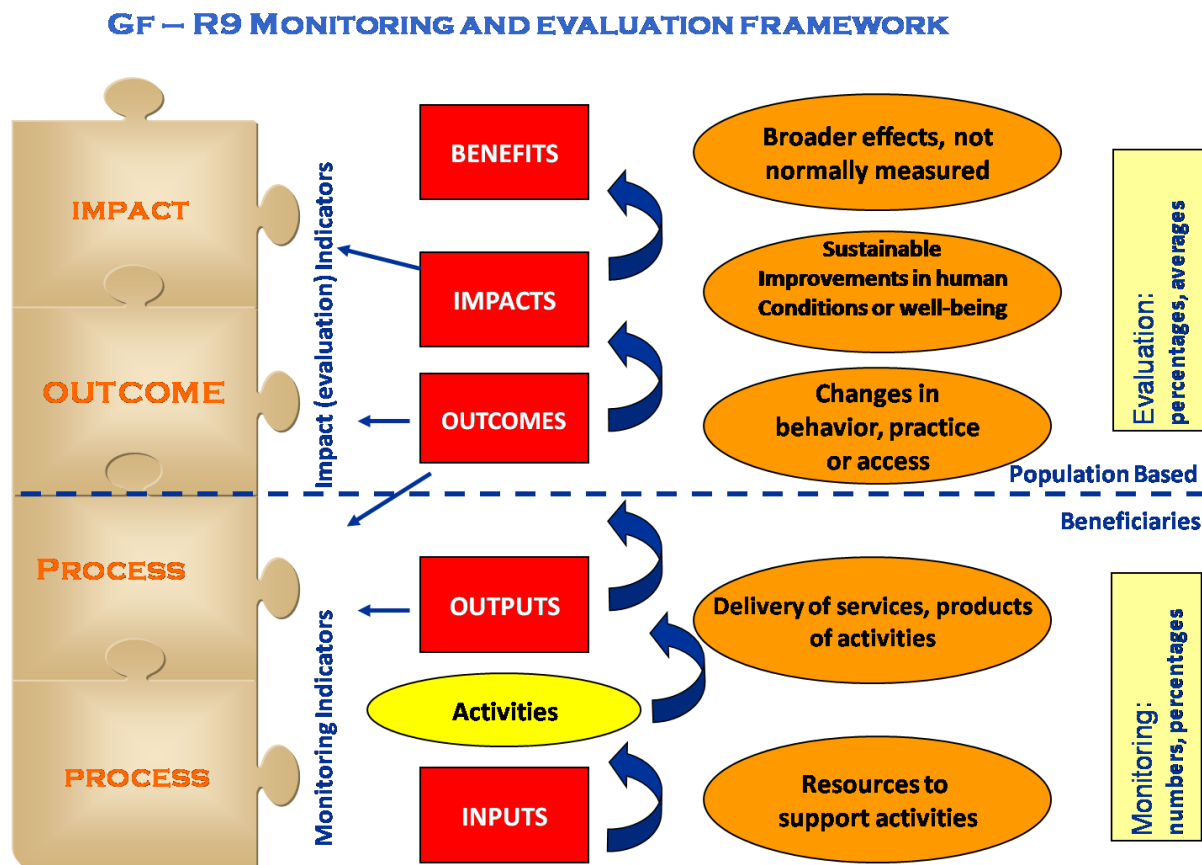 GF – R9 MONITORING AND EVALUATION FRAMEWORK
IMPACT
OUTCOME
PROCESS
PROCESS
Impact (evaluation) Indicators
Monitoring Indicators
BENEFITS
IMPACTS
OUTCOMES
OUTPUTS
Activities
INPUTS
Broader effects, not
normally measured
Sustainable
Improvements in human
Conditions or well-being
Changes in
behavior, practice
or access
Population Based
Beneficiaries
Delivery of services, products
of activities
Resources to
support activities
Evaluation:
percentages, averages
Monitoring:
numbers, percentages